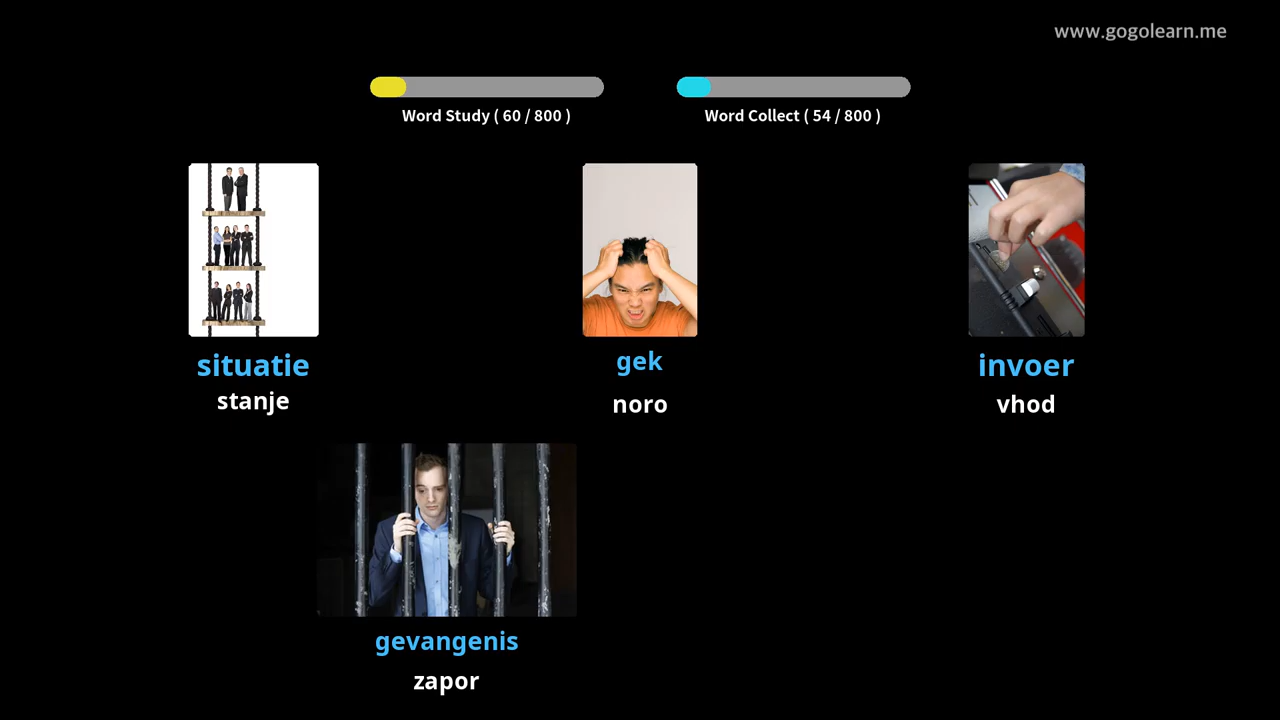 www.gogolearn.me
Word Study ( 60 / 800 )
Word Collect ( 54 / 800 )
situatie
stanje
gek
noro
invoer
vhod
gevangenis
zapor